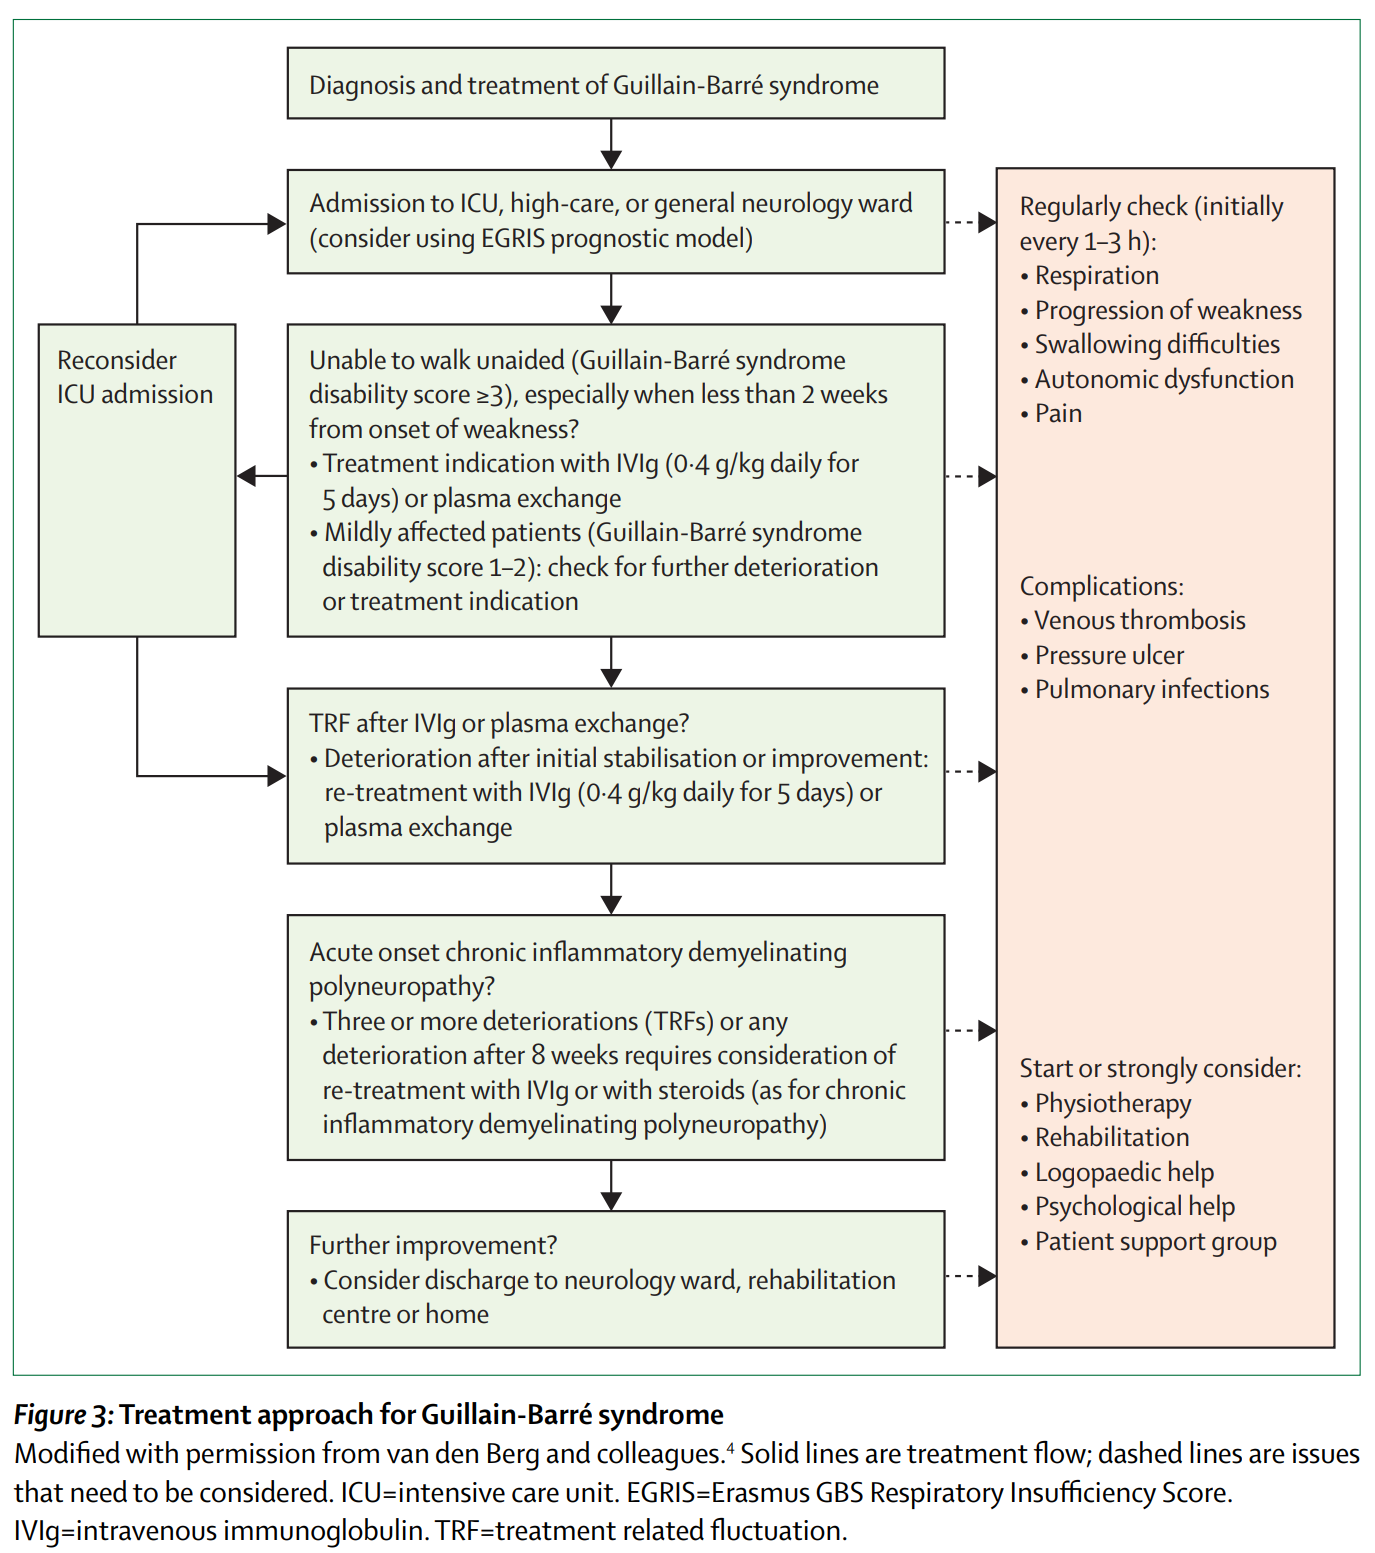 Diagnosis and treatment of Guillain-Barré syndrome
Admission to ICU, high-care, or general neurology ward
(consider using EGRIS prognostic model)
Reconsider
ICU admission
Unable to walk unaided (Guillain-Barré syndrome
disability score ≥3), especially when less than 2 weeks
from onset of weakness?
• Treatment indication with IVIg (0·4 g/kg daily for
5 days) or plasma exchange
• Mildly affected patients (Guillain-Barré syndrome
disability score 1–2): check for further deterioration
or treatment indication
TRF after IVIg or plasma exchange?
• Deterioration after initial stabilisation or improvement:
re-treatment with IVIg (0·4 g/kg daily for 5 days) or
plasma exchange
Acute onset chronic inflammatory demyelinating
polyneuropathy?
• Three or more deteriorations (TRFs) or any
deterioration after 8 weeks requires consideration of
re-treatment with IVIg or with steroids (as for chronic
inflammatory demyelinating polyneuropathy)
Further improvement?
• Consider discharge to neurology ward, rehabilitation
centre or home
Regularly check (initially
every 1–3 h):
• Respiration
• Progression of weakness
• Swallowing difficulties
• Autonomic dysfunction
• Pain
Complications:
• Venous thrombosis
• Pressure ulcer
• Pulmonary infections
Start or strongly consider:
• Physiotherapy
• Rehabilitation
• Logopaedic help
• Psychological help
• Patient support group
Figure 3: Treatment approach for Guillain-Barré syndrome
Modified with permission from van den Berg and colleagues.⁴ Solid lines are treatment flow; dashed lines are issues
that need to be considered. ICU=intensive care unit. EGRIS=Erasmus GBS Respiratory Insufficiency Score.
IVIg=intravenous immunoglobulin. TRF=treatment related fluctuation.